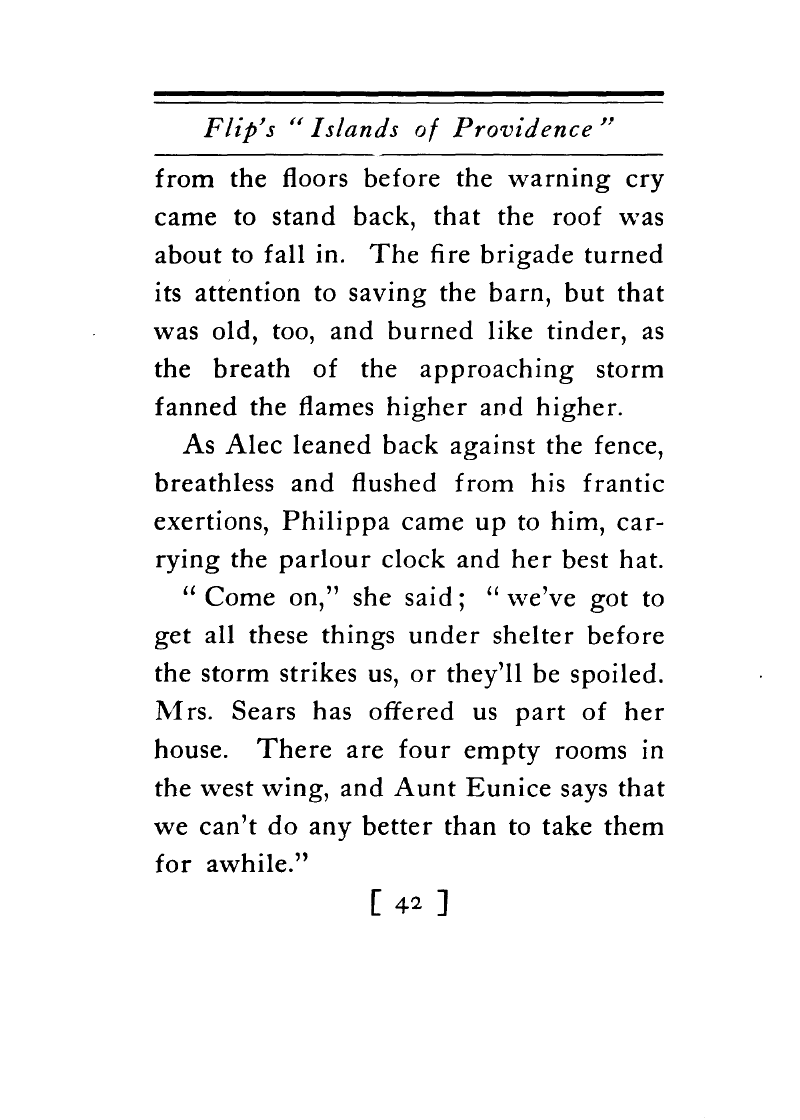 Flip's "Islands of Providence"
from the floors before the warning cry
came to stand back, that the roof was
about to fall in. The fire brigade turned
its attention to saving the barn, but that
was old, too, and burned like tinder, as
the breath of the approaching storm
fanned the flames higher and higher.
As Alec leaned back against the fence,
breathless and flushed from his frantic
exertions, Philippa came up to him, car-
rying the parlour clock and her best hat.
"Come on," she said; "we've got to
get all these things under shelter before
the storm strikes us, or they'll be spoiled.
Mrs. Sears has offered us part of her
house. There are four empty rooms in
the west wing, and Aunt Eunice says that
we can't do any better than to take them
for awhile."
[ 42 ]